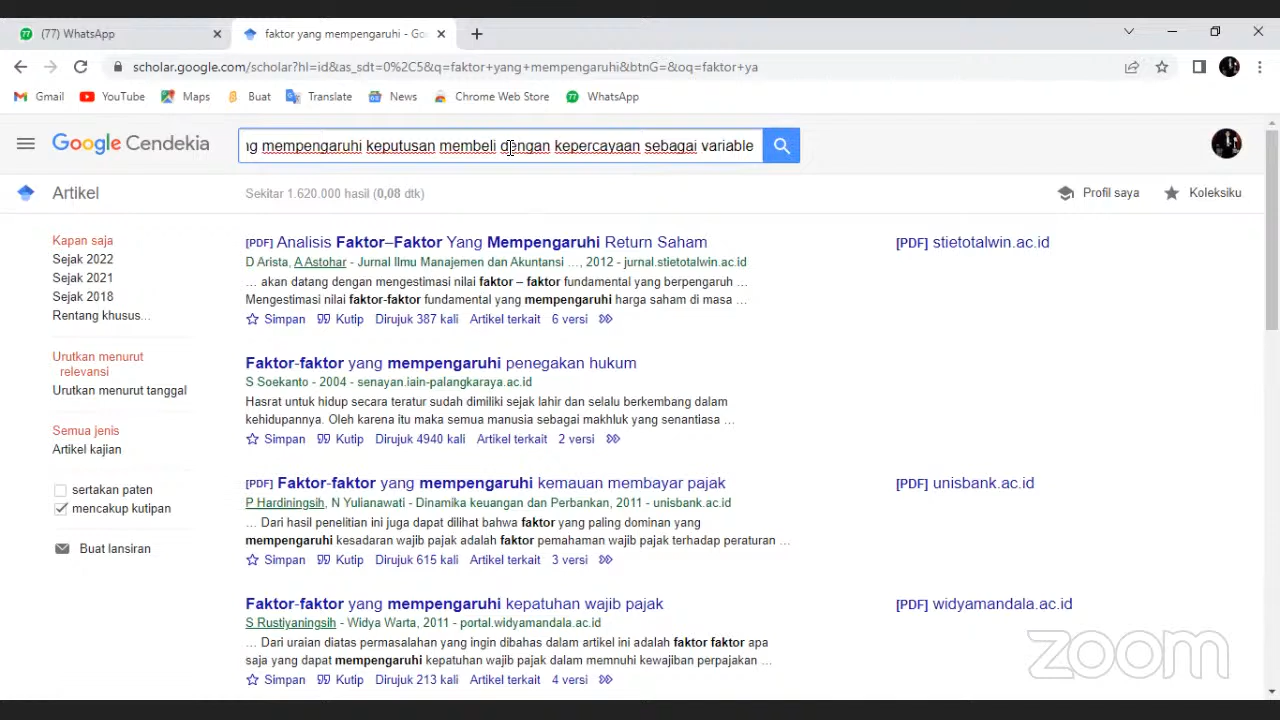 (77) WhatsApp
faktor yang mempengaruhi - Go
scholar.google.com/scholar?hl=id&as_sdt=0%2C5&q=faktor+yang+mempengaruhi&btnG=&oq=faktor+ya
Gmail YouTube Maps Buat Translate News Chrome Web Store WhatsApp
Google Cendekia
ng mempengaruhi keputusan membeli dengan kepercayaan sebagai variable
Artikel
Sekitar 1.620.000 hasil (0,08 dtk)
Profil saya
Koleksiku
Kapan saja
Sejak 2022
Sejak 2021
Sejak 2018
Rentang khusus...
Urutkan menurut
relevansi
Urutkan menurut tanggal
Semua jenis
Artikel kajian
sertakan paten
mencakup kutipan
Buat lansiran
[PDF] Analisis Faktor–Faktor Yang Mempengaruhi Return Saham
D Arista, A Astohar - Jurnal Ilmu Manajemen dan Akuntansi ..., 2012 - jurnal.stietotalwin.ac.id
... akan datang dengan mengestimasi nilai faktor – faktor fundamental yang berpengaruh ...
Mengestimasi nilai faktor-faktor fundamental yang mempengaruhi harga saham di masa ...
Simpan Kutip Dirujuk 387 kali Artikel terkait 6 versi
[PDF] stietotalwin.ac.id
Faktor-faktor yang mempengaruhi penegakan hukum
S Soekanto - 2004 - senayan.iain-palangkaraya.ac.id
Hasrat untuk hidup secara teratur sudah dimiliki sejak lahir dan selalu berkembang dalam
kehidupannya. Oleh karena itu maka semua manusia sebagai makhluk yang senantiasa ...
Simpan Kutip Dirujuk 4940 kali Artikel terkait 2 versi
[PDF] Faktor-faktor yang mempengaruhi kemauan membayar pajak
P Hardiningsih, N Yulianawati - Dinamika keuangan dan Perbankan, 2011 - unisbank.ac.id
... Dari hasil penelitian ini juga dapat dilihat bahwa faktor yang paling dominan yang
mempengaruhi kesadaran wajib pajak adalah faktor pemahaman wajib pajak terhadap peraturan ...
Simpan Kutip Dirujuk 615 kali Artikel terkait 3 versi
[PDF] unisbank.ac.id
Faktor-faktor yang mempengaruhi kepatuhan wajib pajak
S Rustiyaningsih - Widya Warta, 2011 - portal.widyamandala.ac.id
... Dari uraian diatas permasalahan yang ingin dibahas dalam artikel ini adalah faktor faktor apa
saja yang dapat mempengaruhi kepatuhan wajib pajak dalam memnuhi kewajiban perpajakan ...
Simpan Kutip Dirujuk 213 kali Artikel terkait 4 versi
[PDF] widyamandala.ac.id
zoom